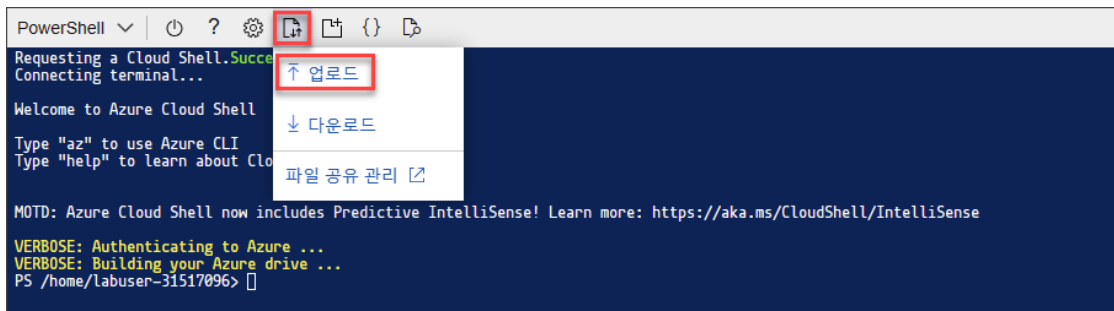 PowerShell
?
{}
Requesting a Cloud Shell.Succe
Connecting terminal...
업로드
Welcome to Azure Cloud Shell
다운로드
Type "az" to use Azure CLI
Type "help" to learn about Clo
파일 공유 관리
MOTD: Azure Cloud Shell now includes Predictive IntelliSense! Learn more: https://aka.ms/CloudShell/IntelliSense
VERBOSE: Authenticating to Azure ...
VERBOSE: Building your Azure drive ...
PS /home/labuser-31517096>